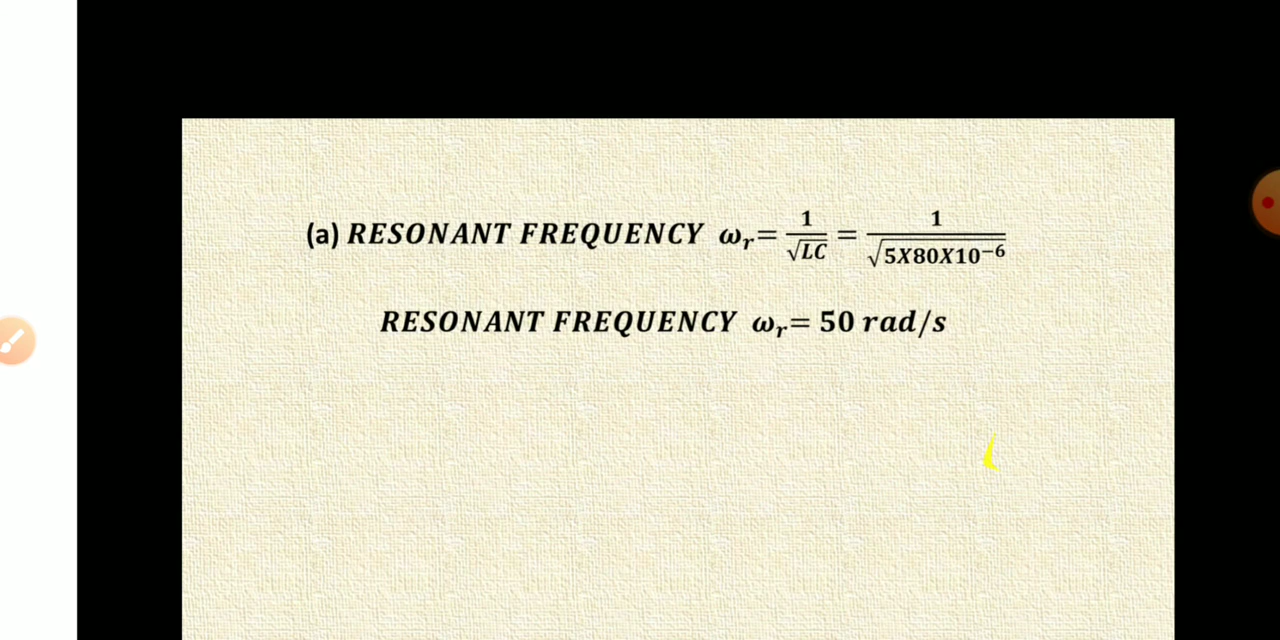 (a) RESONANT FREQUENCY ωᵣ= 1/√LC = 1/√5X80X10⁻⁶
RESONANT FREQUENCY ωᵣ= 50 rad/s